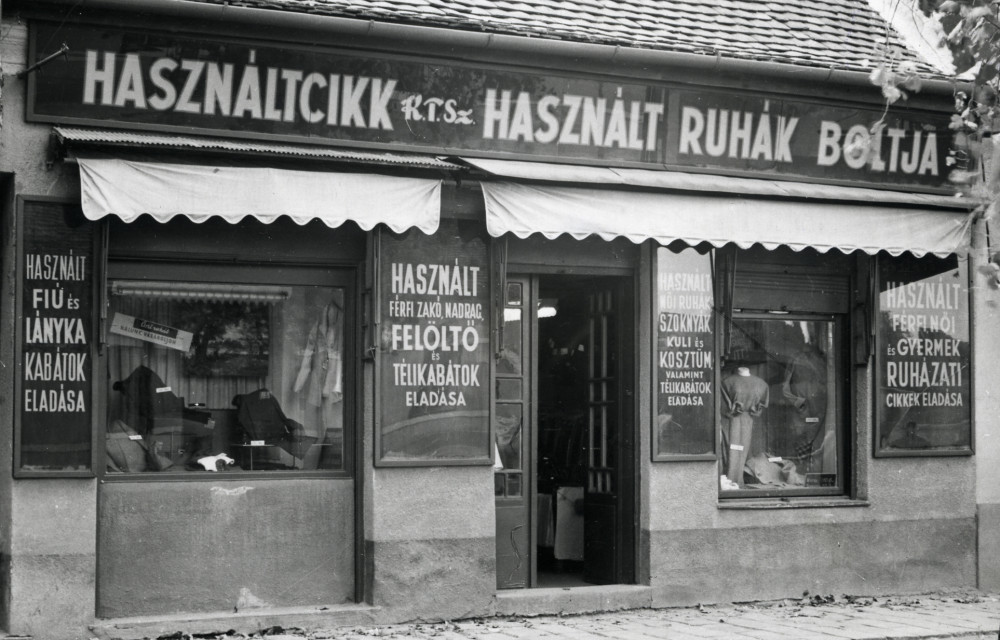 HASZNÁLTCIKK K.T.Sz. HASZNÁLT RUHÁK BOLTJA
HASZNÁLT
FIÚ ÉS
LÁNYKA
KABÁTOK
ELADÁSA
HASZNÁLT
FÉRFI ZAKÓ, NADRÁG,
FELÖLTŐ
ÉS
TÉLIKABÁTOK
ELADÁSA
HASZNÁLT
NŐI RUHÁK
SZOKNYÁK
KULI ÉS
KOSZTÜM,
VALAMINT
TÉLIKABÁTOK
ELADÁSA
HASZNÁLT
FÉRFI, NŐI
ÉS GYERMEK
RUHÁZATI
CIKKEK ELADÁSA